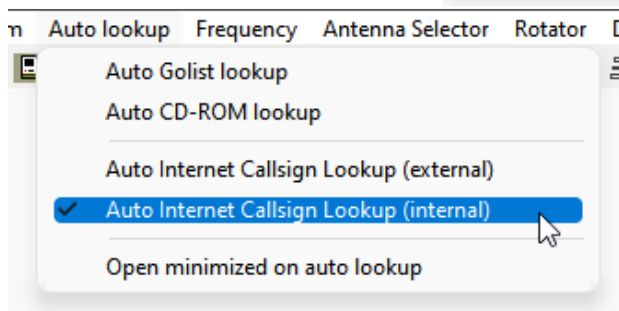 Auto lookup Frequency Antenna Selector Rotator
Auto Golist lookup
Auto CD-ROM lookup
Auto Internet Callsign Lookup (external)
Auto Internet Callsign Lookup (internal)
Open minimized on auto lookup